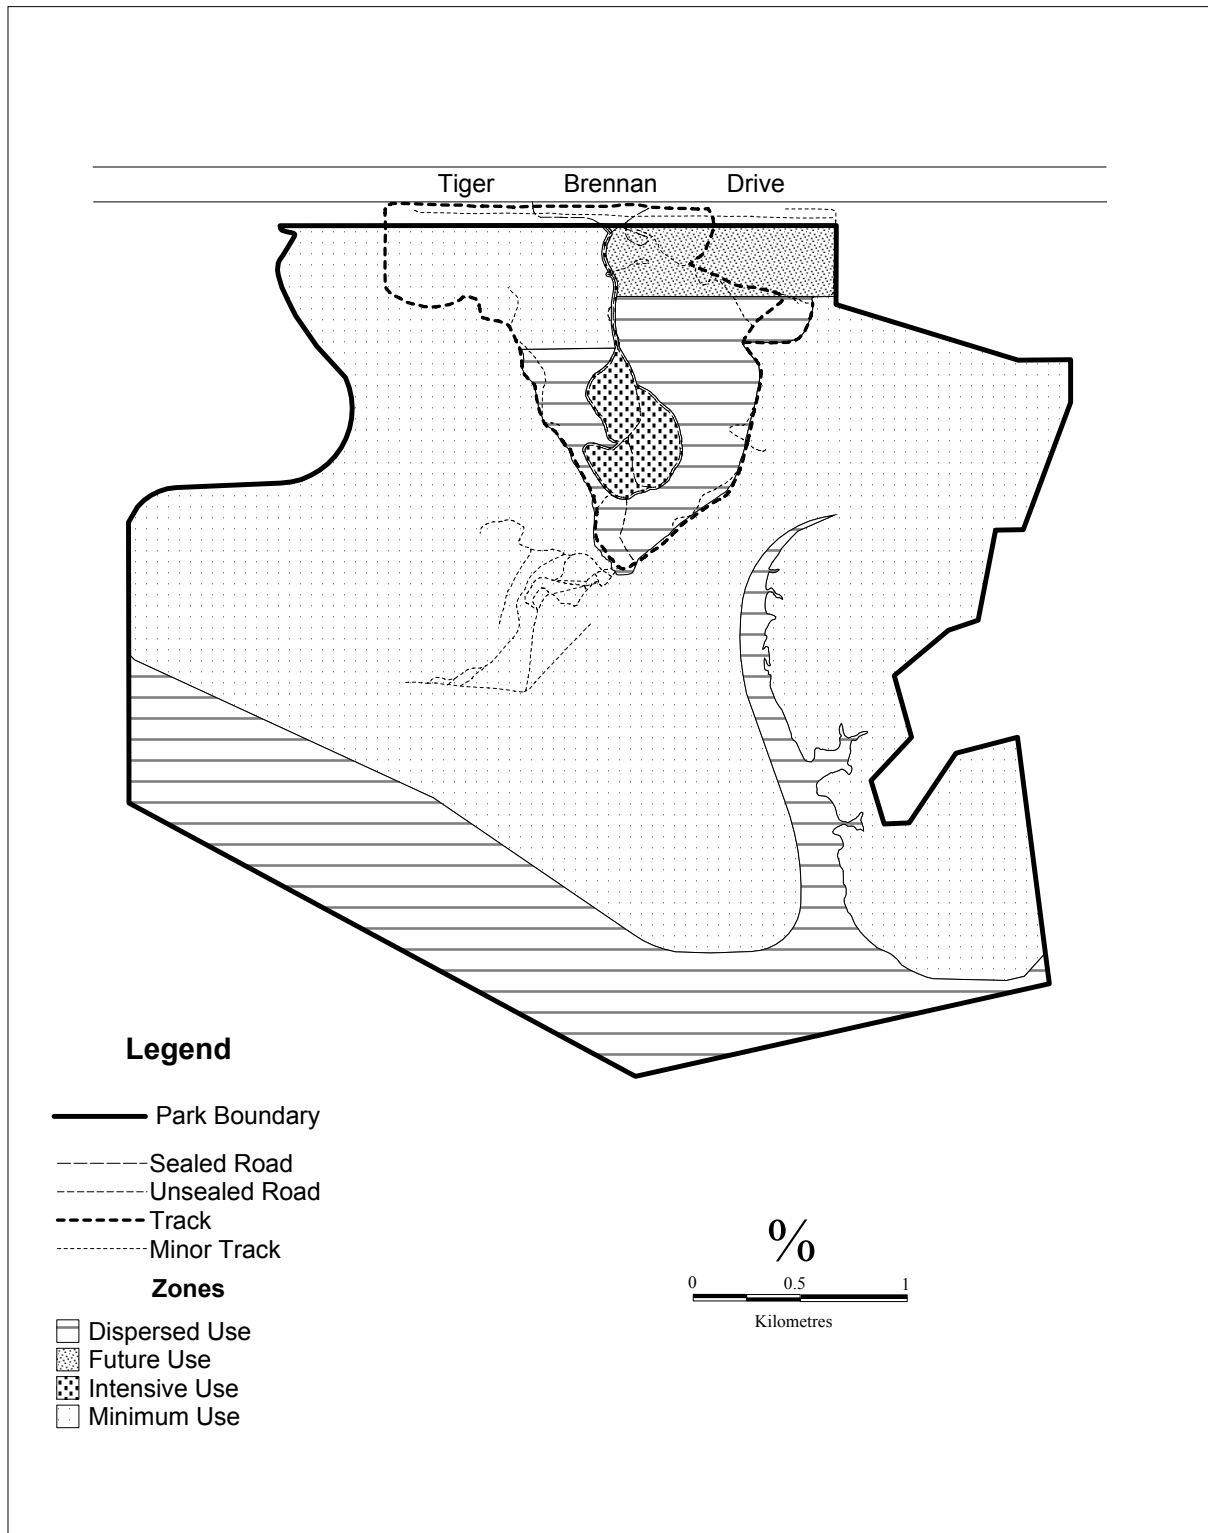 Tiger Brennan Drive
Legend
Park Boundary
Sealed Road
Unsealed Road
Track
Minor Track
Zones
Dispersed Use
Future Use
Intensive Use
Minimum Use
%
0 0.5 1
Kilometres